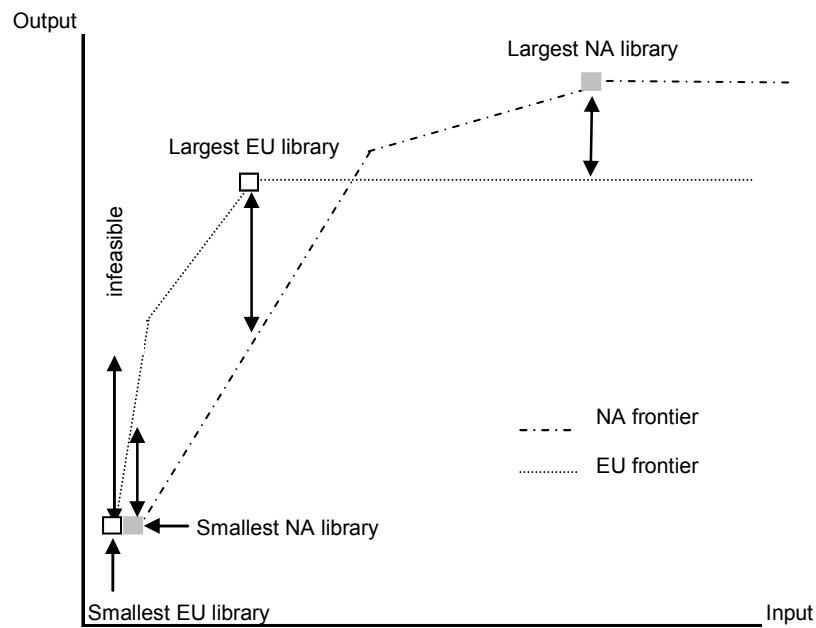 Output
Largest NA library
Largest EU library
infeasible
NA frontier
EU frontier
Smallest NA library
Smallest EU library
Input